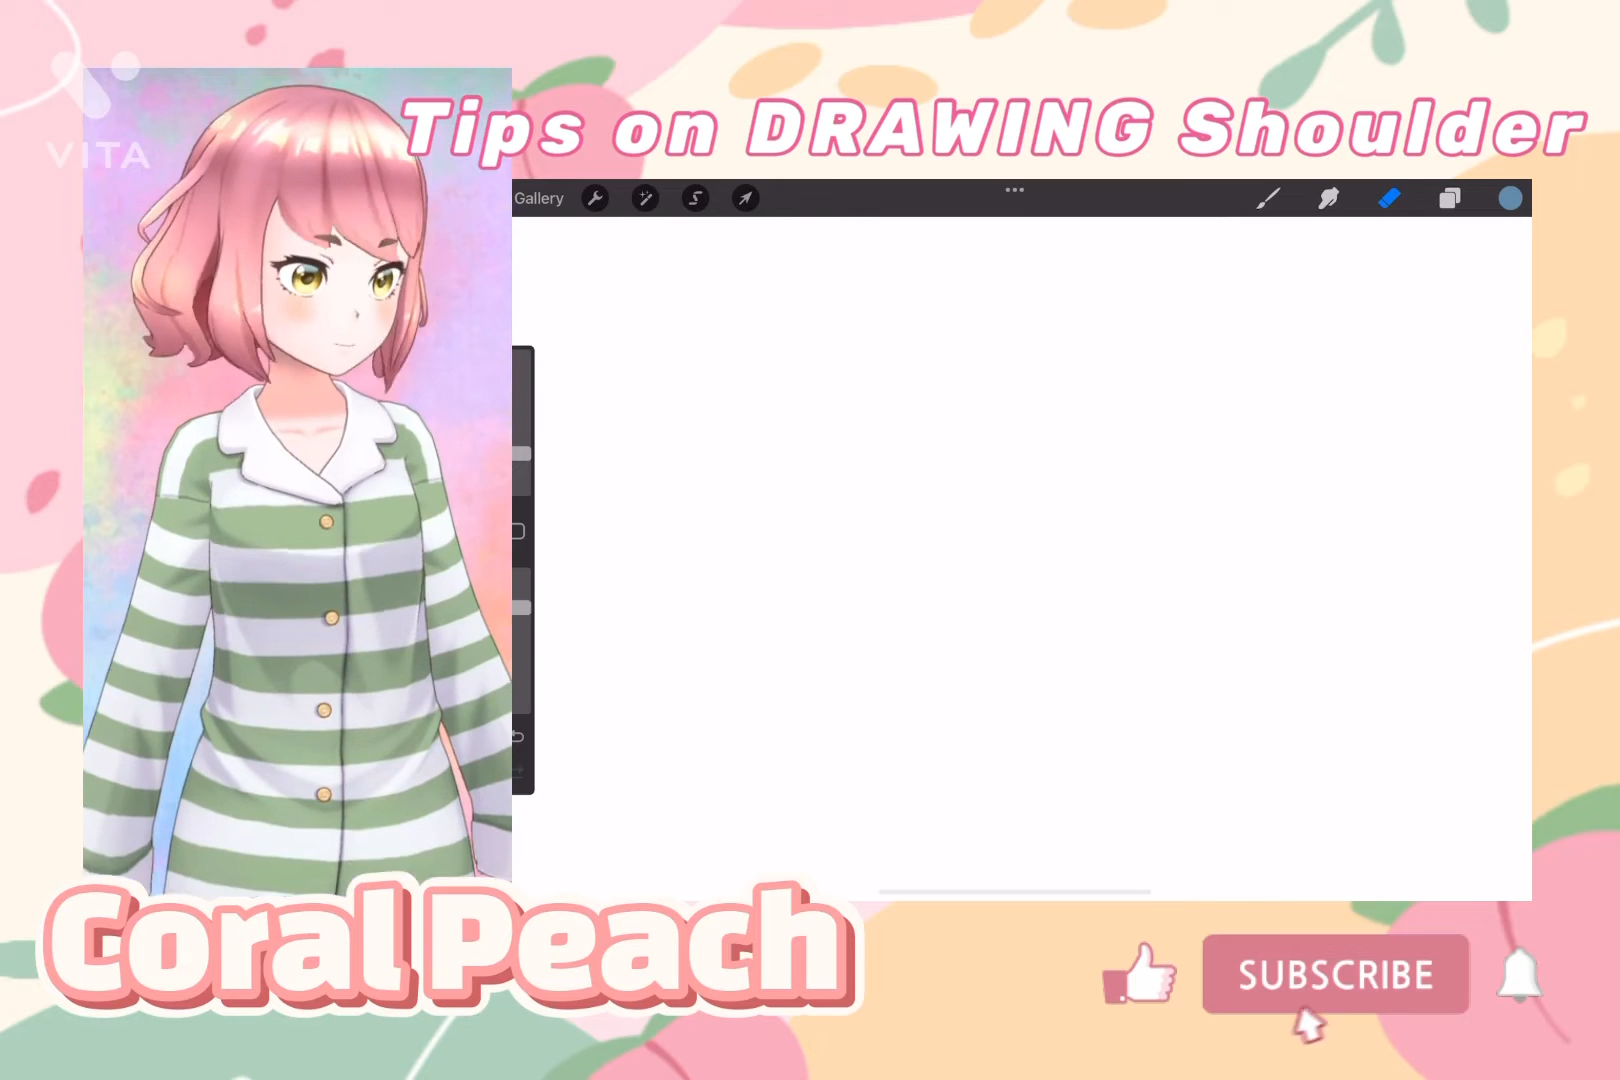 Tips on DRAWING Shoulder
VITA
Gallery
Coral Peach
SUBSCRIBE